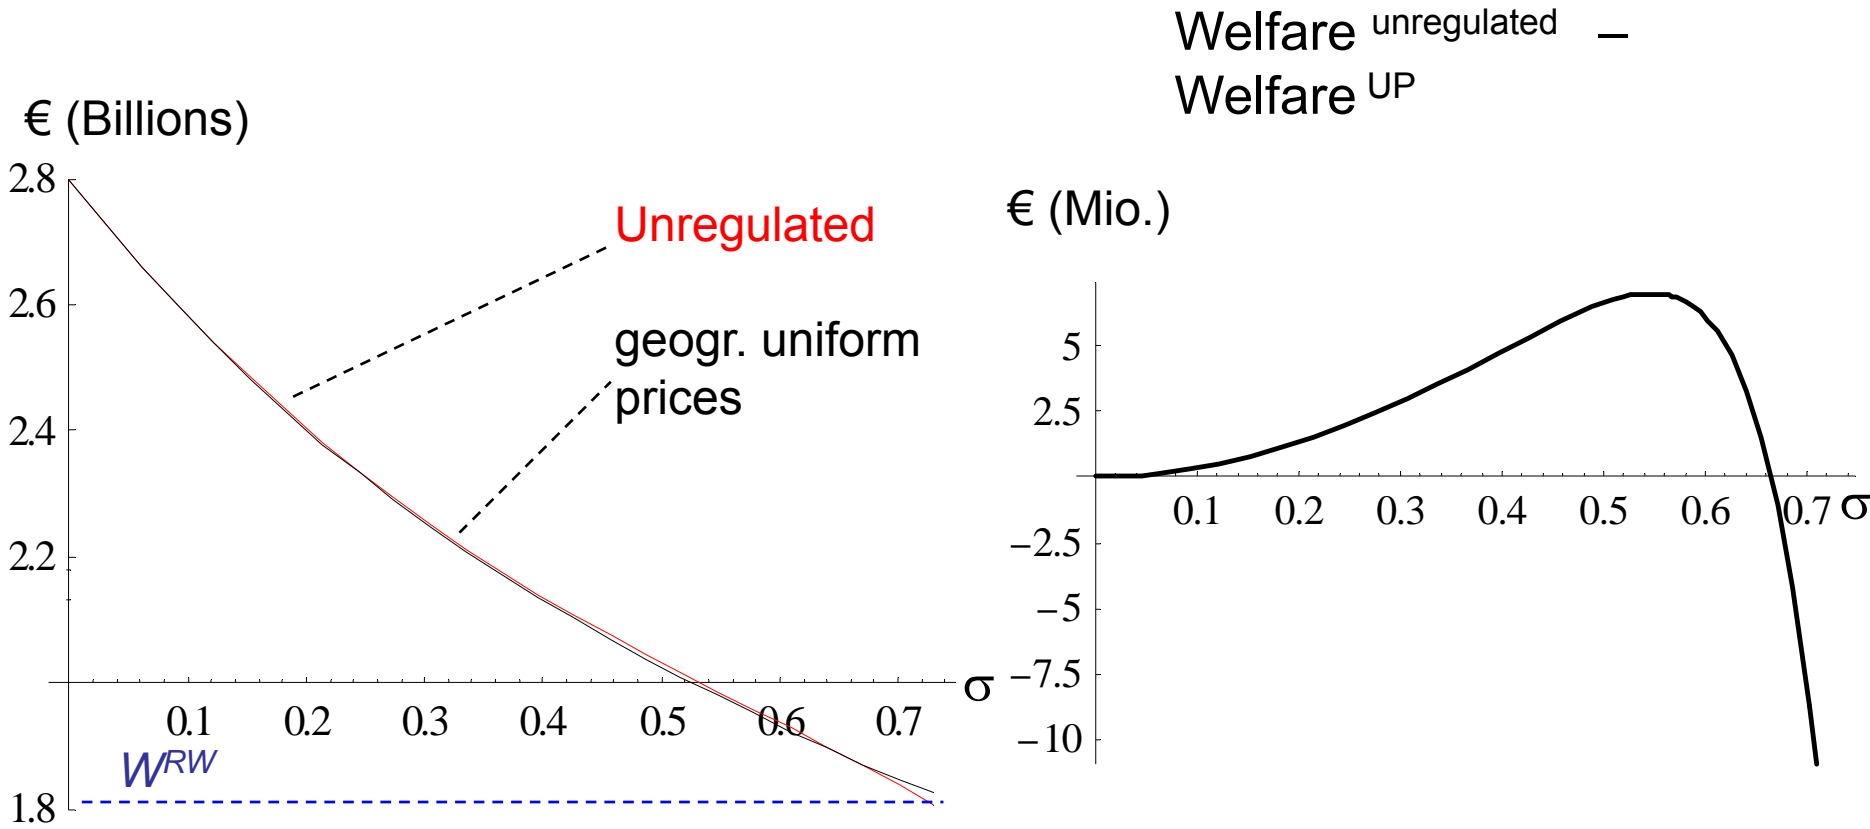 Welfare unregulated –
Welfare UP
€ (Billions)
2.8
2.6
2.4
2.2
1.8
Unregulated
geogr. uniform
prices
0.1 0.2 0.3 0.4 0.5 0.6 0.7 σ
W RW
€ (Mio.)
5
2.5
−2.5
−5
−7.5
−10
0.1 0.2 0.3 0.4 0.5 0.6 0.7 σ